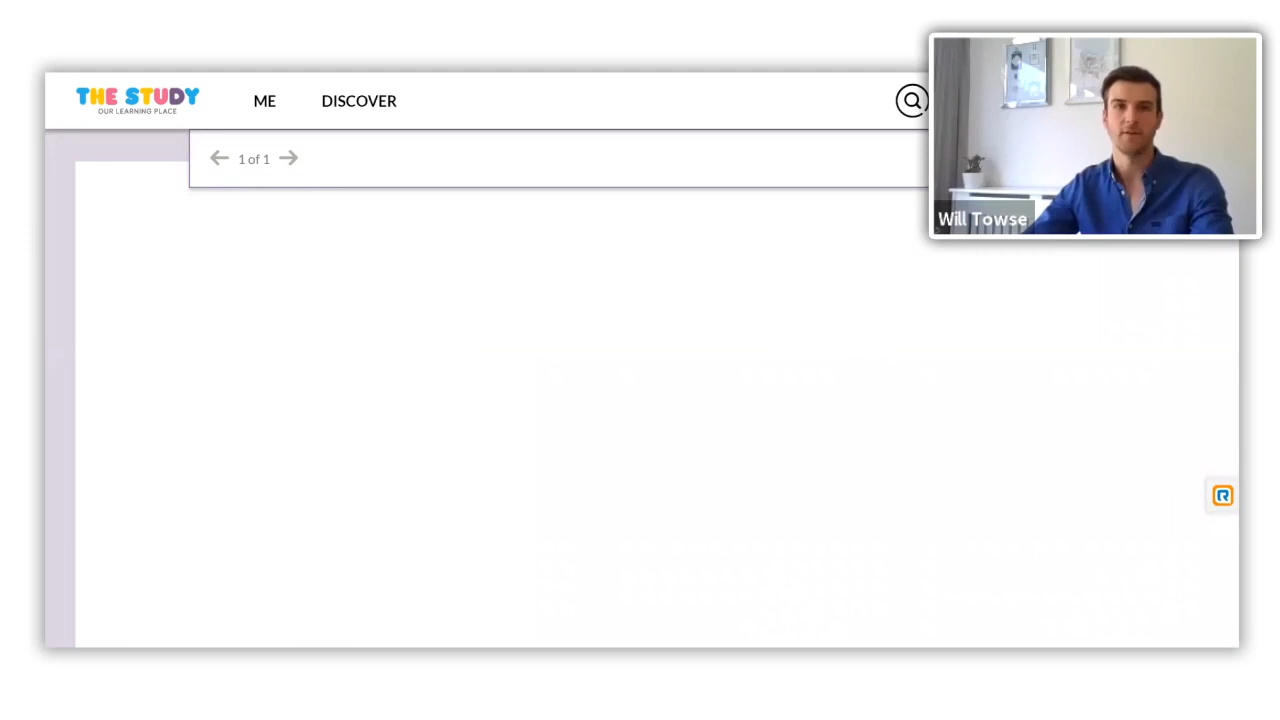 THE STUDY
OUR LEARNING PLACE
ME
DISCOVER
1 of 1
Will Towse
R